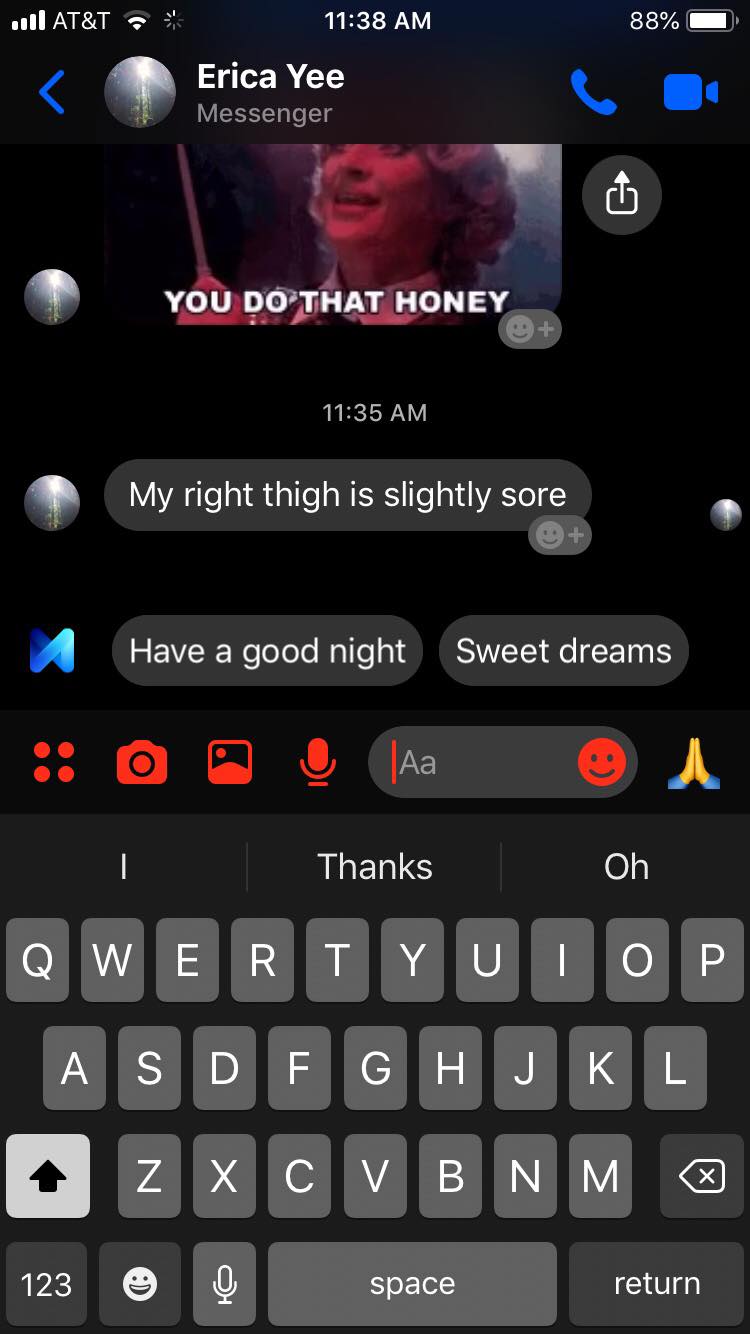 AT&T 11:38 AM 88%
Erica Yee
Messenger
YOU DO THAT HONEY
11:35 AM
My right thigh is slightly sore
Have a good night Sweet dreams
Aa
I Thanks Oh
Q W E R T Y U I O P
A S D F G H J K L
Z X C V B N M
123 space return